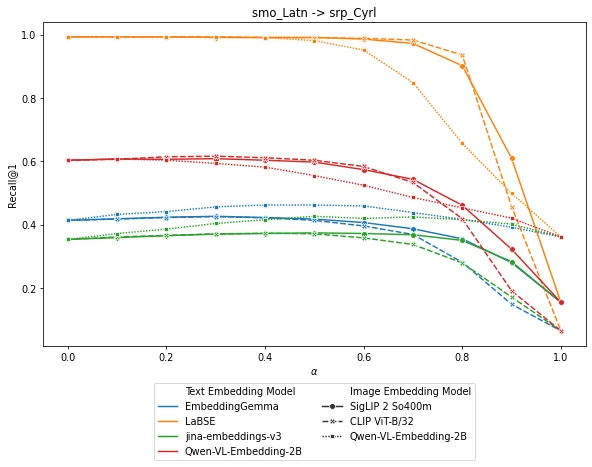 smo_Latn -> srp_Cyrl
Recall@1
1.0
0.8
0.6
0.4
0.2
0.0 0.2 0.4 0.6 0.8 1.0
α
Text Embedding Model
EmbeddingGemma
LaBSE
jina-embeddings-v3
Qwen-VL-Embedding-2B
Image Embedding Model
SigLIP 2 So400m
CLIP ViT-B/32
Qwen-VL-Embedding-2B